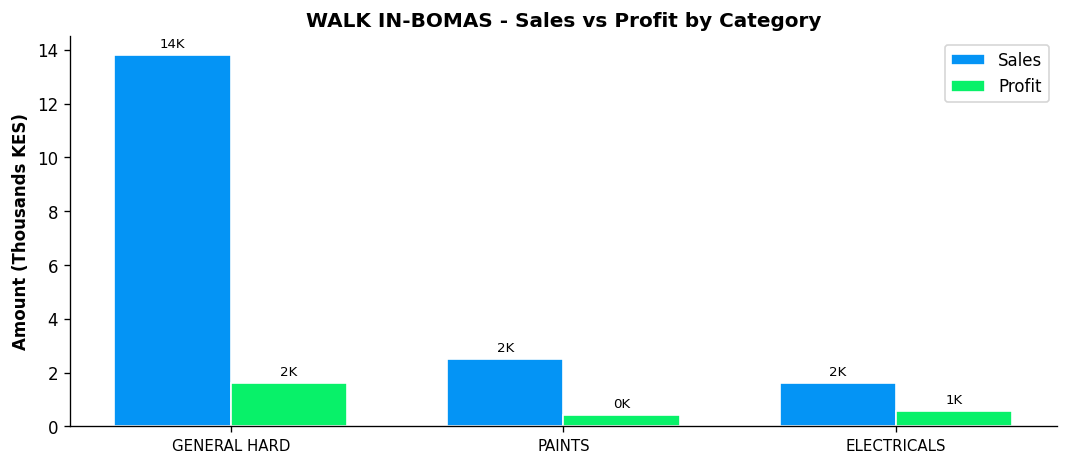 WALK IN-BOMAS - Sales vs Profit by Category
Amount (Thousands KES)
14
12
10
8
6
4
2
0
14K
2K
2K
0K
2K
1K
Sales
Profit
GENERAL HARD
PAINTS
ELECTRICALS